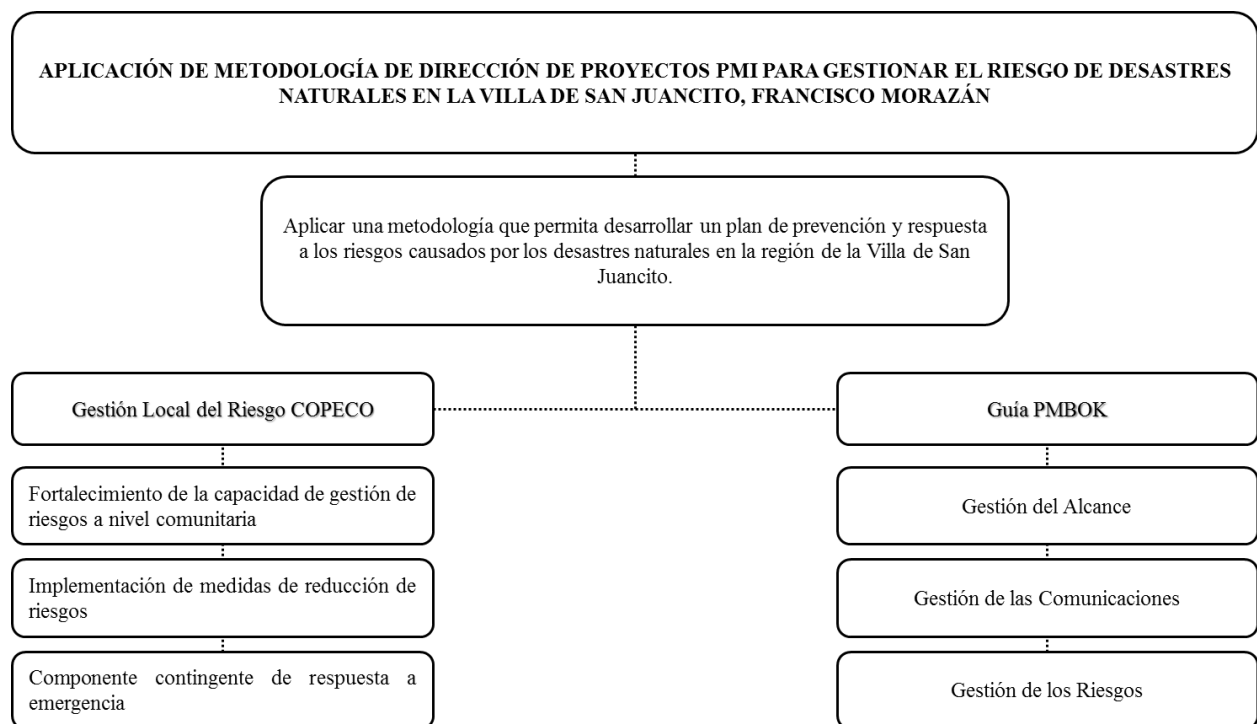 APLICACIÓN DE METODOLOGÍA DE DIRECCIÓN DE PROYECTOS PMI PARA GESTIONAR EL RIESGO DE DESASTRES
NATURALES EN LA VILLA DE SAN JUANCITO, FRANCISCO MORAZÁN
Aplicar una metodología que permita desarrollar un plan de prevención y respuesta
a los riesgos causados por los desastres naturales en la región de la Villa de San
Juancito.
Gestión Local del Riesgo COPECO
Fortalecimiento de la capacidad de gestión de
riesgos a nivel comunitaria
Implementación de medidas de reducción de
riesgos
Componente contingente de respuesta a
emergencia
Guía PMBOK
Gestión del Alcance
Gestión de las Comunicaciones
Gestión de los Riesgos